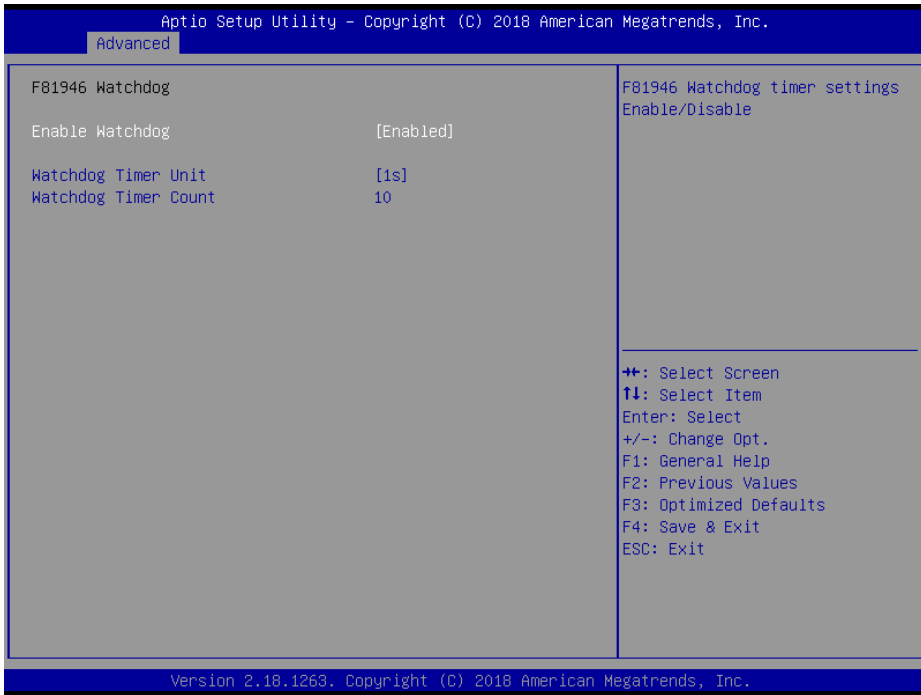 Aptio Setup Utility – Copyright (C) 2018 American Megatrends, Inc.
Advanced
F81946 Watchdog
Enable Watchdog [Enabled]
Watchdog Timer Unit [1s]
Watchdog Timer Count 10
F81946 Watchdog timer settings
Enable/Disable
→←: Select Screen
↑↓: Select Item
Enter: Select
+/-: Change Opt.
F1: General Help
F2: Previous Values
F3: Optimized Defaults
F4: Save & Exit
ESC: Exit
Version 2.18.1263. Copyright (C) 2018 American Megatrends, Inc.